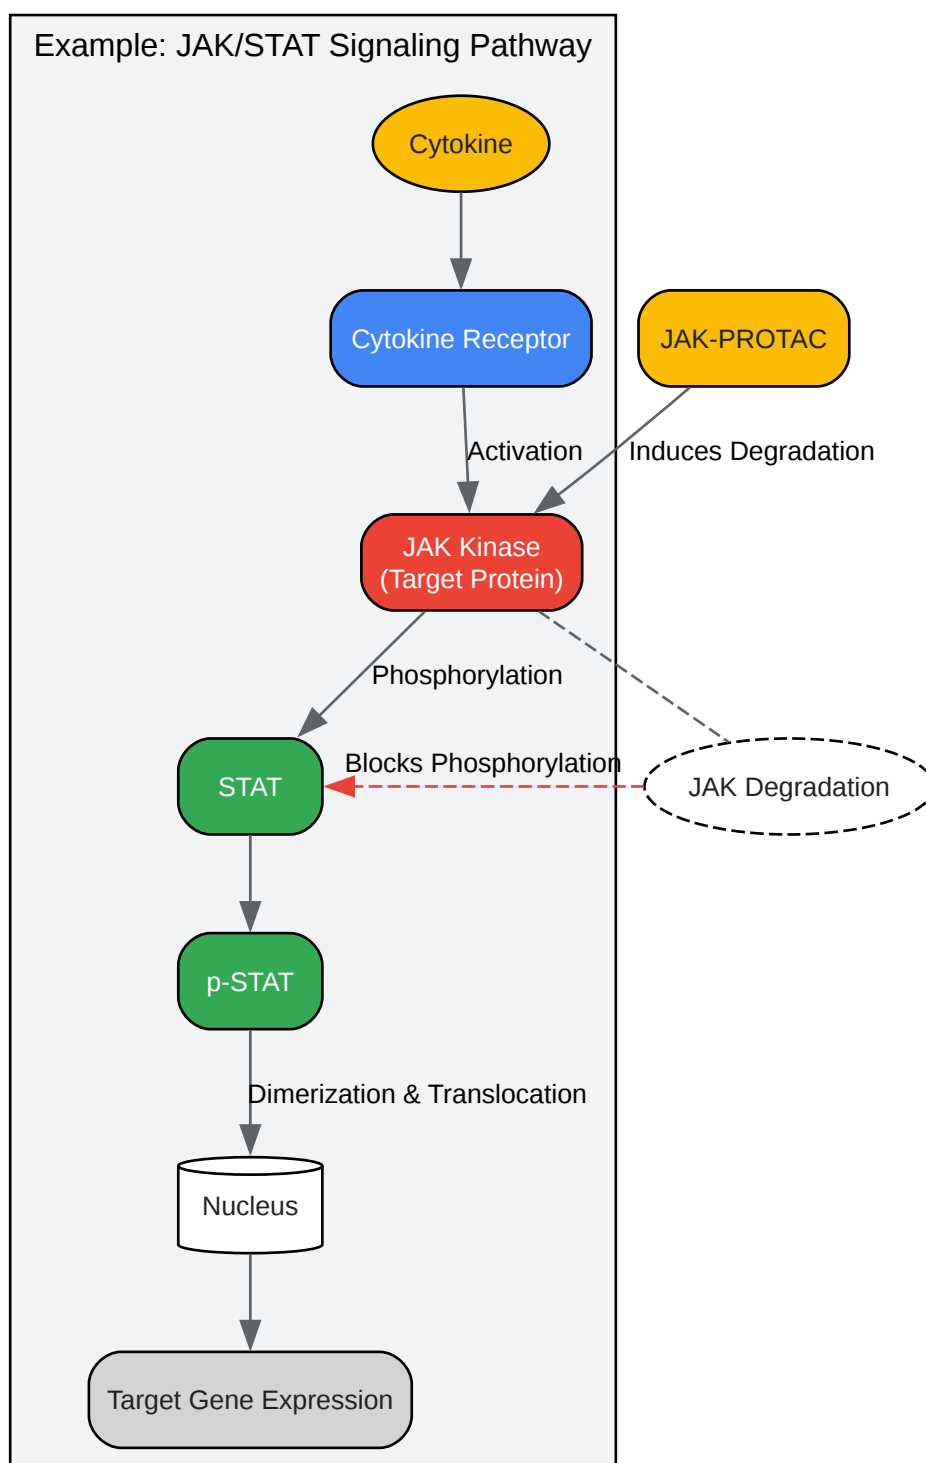 Example: JAK/STAT Signaling Pathway
Cytokine
Cytokine Receptor
JAK-PROTAC
Activation
Induces Degradation
JAK Kinase
(Target Protein)
Phosphorylation
Blocks Phosphorylation
STAT
JAK Degradation
p-STAT
Dimerization & Translocation
Nucleus
Target Gene Expression